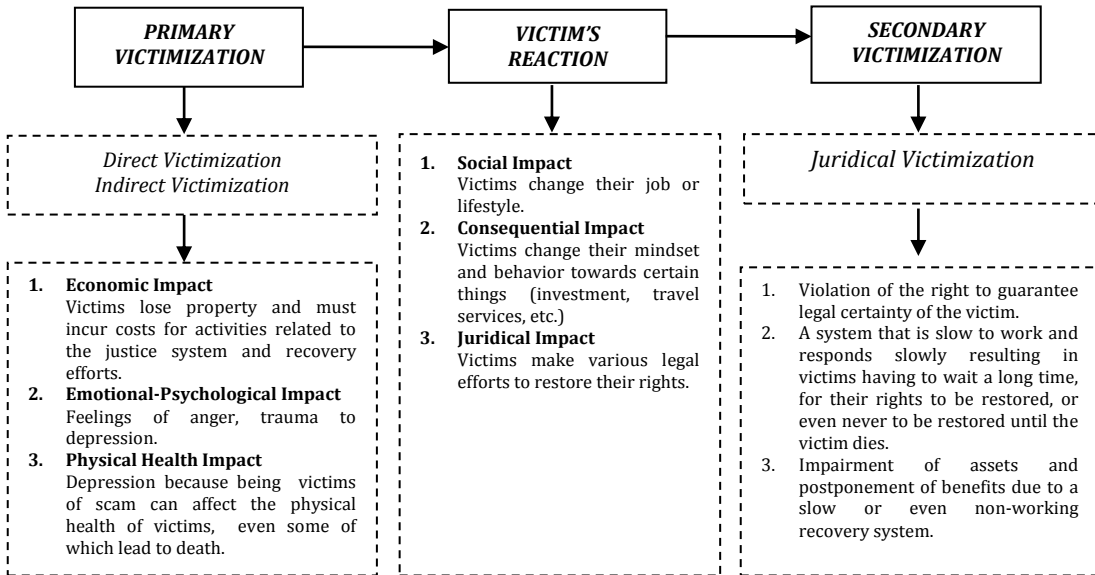 PRIMARY
VICTIMIZATION
VICTIM'S
REACTION
SECONDARY
VICTIMIZATION
Direct Victimization
Indirect Victimization
Juridical Victimization
1. Economic Impact
Victims lose property and must
incur costs for activities related to
the justice system and recovery
efforts.
2. Emotional-Psychological Impact
Feelings of anger, trauma to
depression.
3. Physical Health Impact
Depression because being victims
of scam can affect the physical
health of victims, even some of
which lead to death.
1. Social Impact
Victims change their job or
lifestyle.
2. Consequential Impact
Victims change their mindset
and behavior towards certain
things (investment, travel
services, etc.)
3. Juridical Impact
Victims make various legal
efforts to restore their rights.
1. Violation of the right to guarantee
legal certainty of the victim.
2. A system that is slow to work and
responds slowly resulting in
victims having to wait a long time,
for their rights to be restored, or
even never to be restored until the
victim dies.
3. Impairment of assets and
postponement of benefits due to a
slow or even non-working
recovery system.